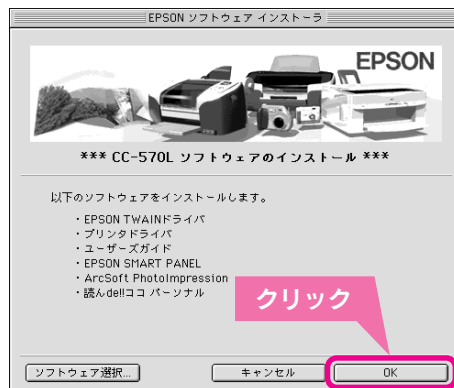 EPSON ソフトウェア インストーラ
EPSON
*** CC-570L ソフトウェアのインストール ***
以下のソフトウェアをインストールします。
・EPSON TWAINドライバ
・プリンタドライバ
・ユーザーズガイド
・EPSON SMART PANEL
・ArcSoft PhotoImpression
・読んde!!ココ パーソナル
クリック
ソフトウェア選択...
キャンセル
OK